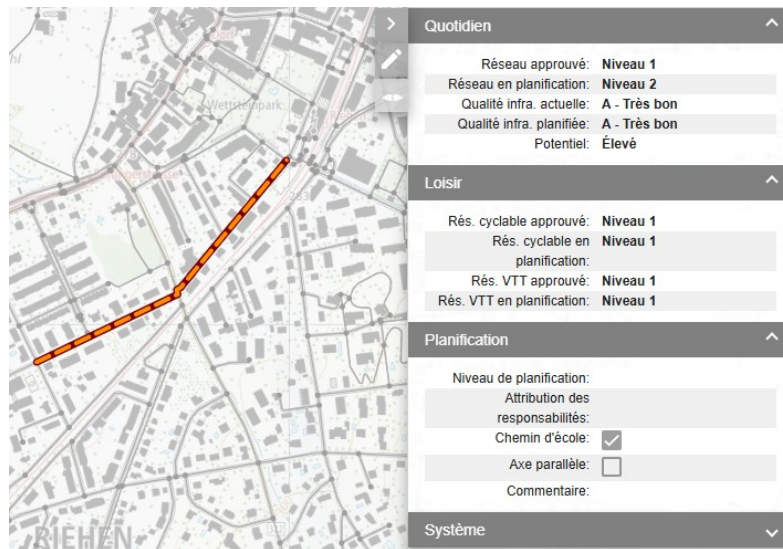 Dorf
Wettsteinpark
RIEHEN
Quotidien
Réseau approuvé: Niveau 1
Réseau en planification: Niveau 2
Qualité infra. actuelle: A - Très bon
Qualité infra. planifiée: A - Très bon
Potentiel: Élevé
Loisir
Rés. cyclable approuvé: Niveau 1
Rés. cyclable en Niveau 1
planification:
Rés. VTT approuvé: Niveau 1
Rés. VTT en planification: Niveau 1
Planification
Niveau de planification:
Attribution des
responsabilités:
Chemin d'école:
Axe parallèle:
Commentaire:
Système